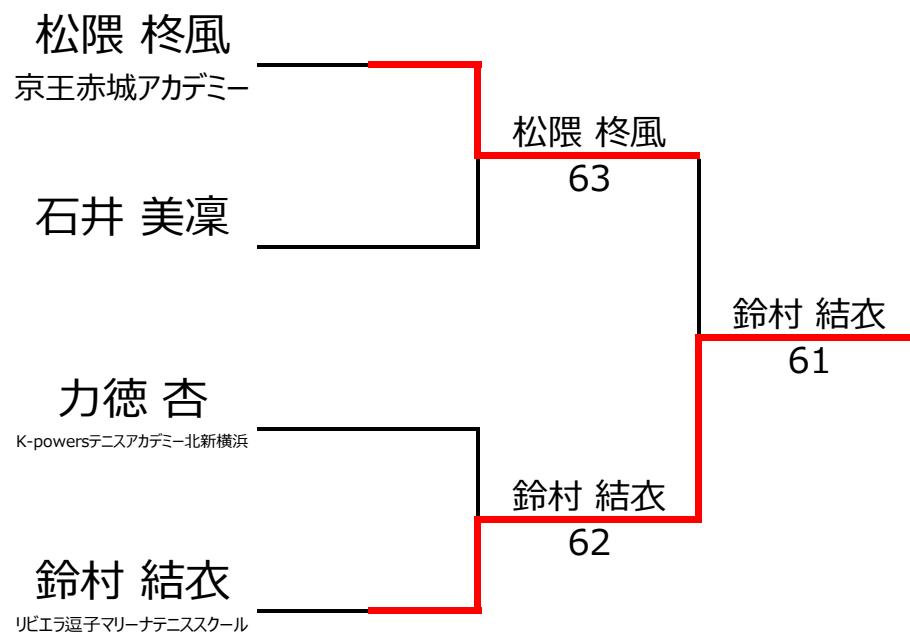 松隈 柊風
京王赤城アカデミー
松隈 柊風
63
石井 美凜
鈴村 結衣
61
力徳 杏
K-powersテニスアカデミー北新横浜
鈴村 結衣
62
鈴村 結衣
リビエラ逗子マリーナテニススクール